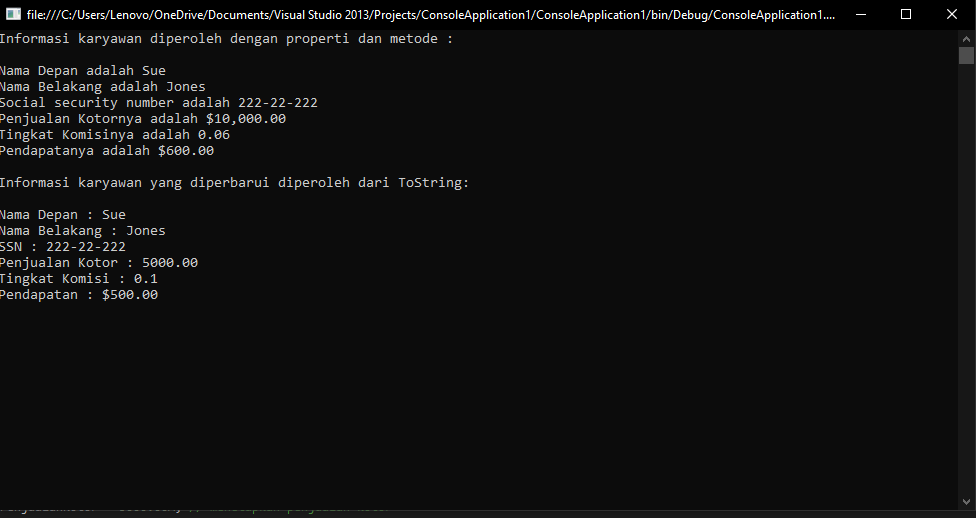 file:///C:/Users/Lenovo/OneDrive/Documents/Visual Studio 2013/Projects/ConsoleApplication1/ConsoleApplication1/bin/Debug/ConsoleApplication1....
Informasi karyawan diperoleh dengan properti dan metode :
Nama Depan adalah Sue
Nama Belakang adalah Jones
Social security number adalah 222-22-222
Penjualan Kotornya adalah $10,000.00
Tingkat Komisinya adalah 0.06
Pendapatanya adalah $600.00
Informasi karyawan yang diperbarui diperoleh dari ToString:
Nama Depan : Sue
Nama Belakang : Jones
SSN : 222-22-222
Penjualan Kotor : 5000.00
Tingkat Komisi : 0.1
Pendapatan : $500.00